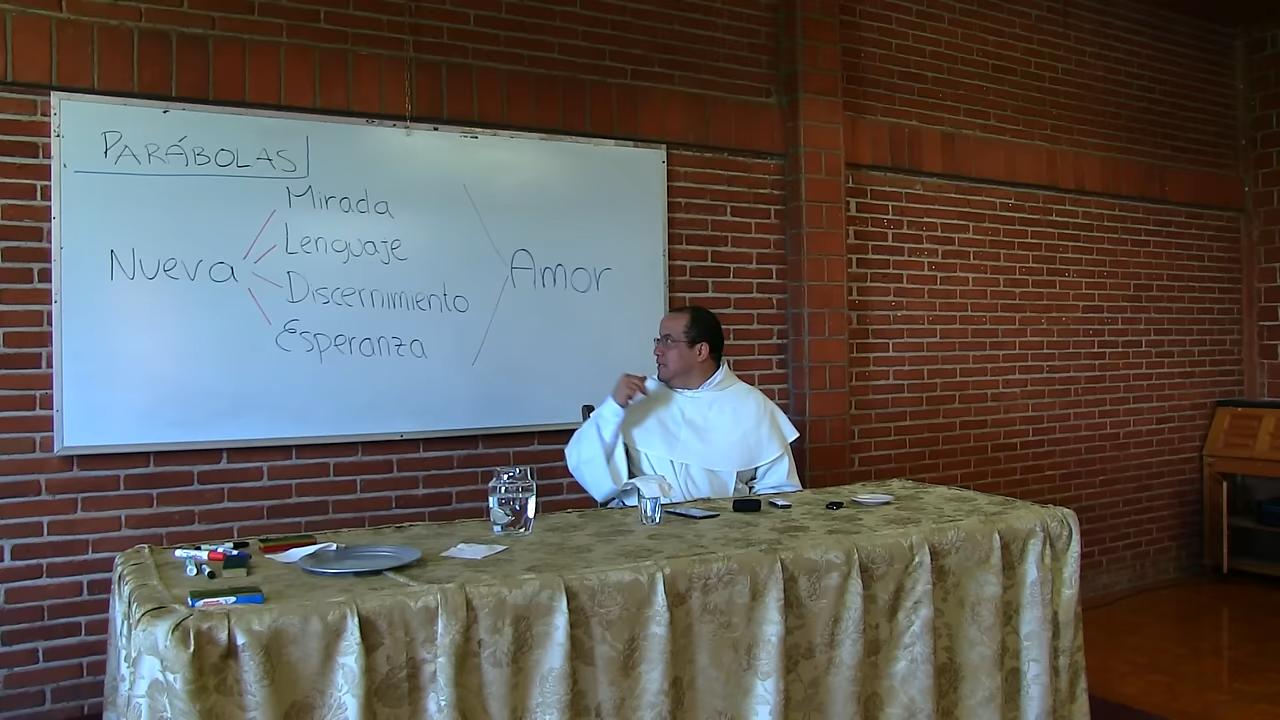 PARÁBOLAS
Mirada
Lenguaje
Nueva
Amor
Discernimiento
Esperanza